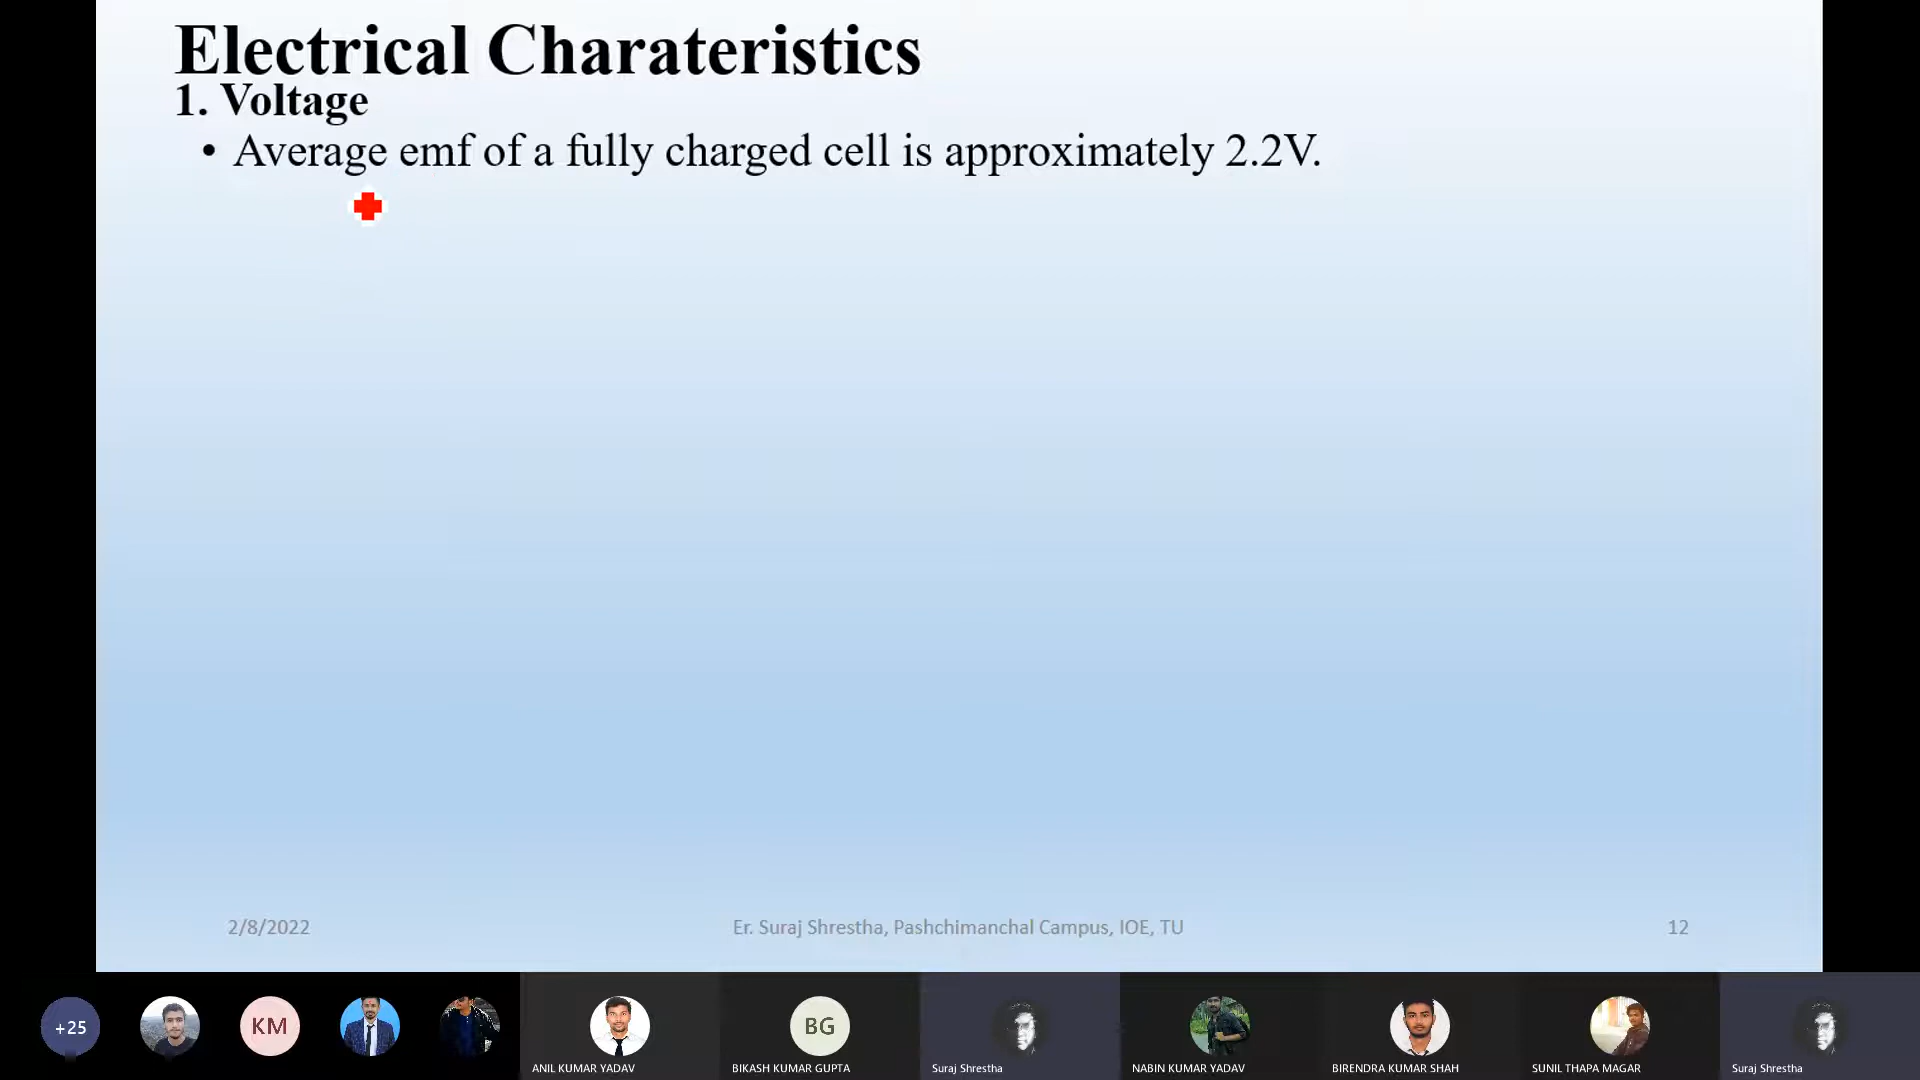 Electrical Charateristics
1. Voltage
• Average emf of a fully charged cell is approximately 2.2V.
2/8/2022
Er. Suraj Shrestha, Pashchimanchal Campus, IOE, TU
12
+25
KM
BG
ANIL KUMAR YADAV
BIKASH KUMAR GUPTA
Suraj Shrestha
NABIN KUMAR YADAV
BIRENDRA KUMAR SHAH
SUNIL THAPA MAGAR
Suraj Shrestha